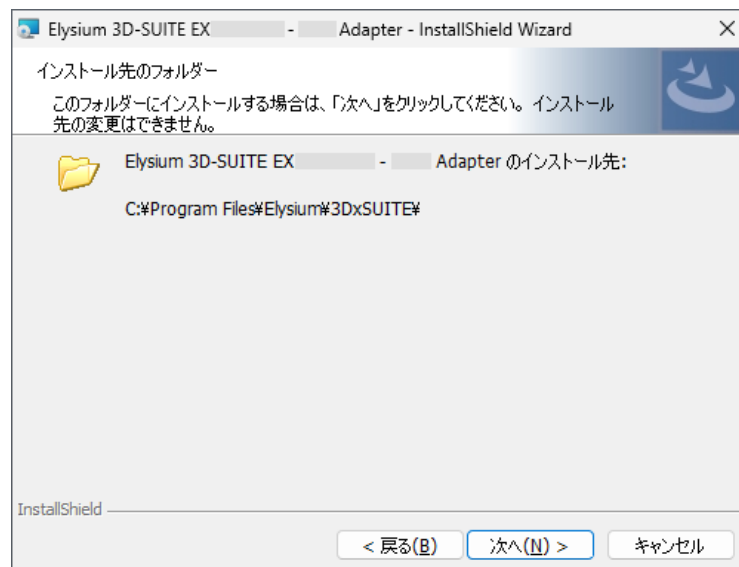 Elysium 3D-SUITE EX - Adapter - InstallShield Wizard
インストール先のフォルダー
このフォルダーにインストールする場合は、「次へ」をクリックしてください。インストール
先の変更はできません。
Elysium 3D-SUITE EX - Adapter のインストール先:
C:¥Program Files¥Elysium¥3DxSUITE¥
InstallShield
< 戻る(B)
次へ(N) >
キャンセル